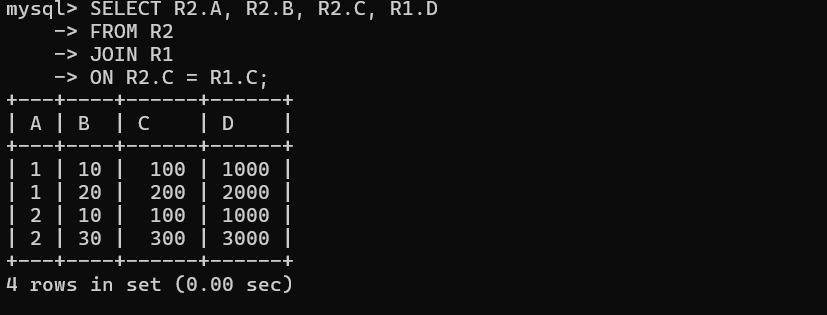 mysql> SELECT R2.A, R2.B, R2.C, R1.D
    -> FROM R2
    -> JOIN R1
    -> ON R2.C = R1.C;
+---+----+------+------+
| A | B  | C    | D    |
+---+----+------+------+
| 1 | 10 |  100 | 1000 |
| 1 | 20 |  200 | 2000 |
| 2 | 10 |  100 | 1000 |
| 2 | 30 |  300 | 3000 |
+---+----+------+------+
4 rows in set (0.00 sec)